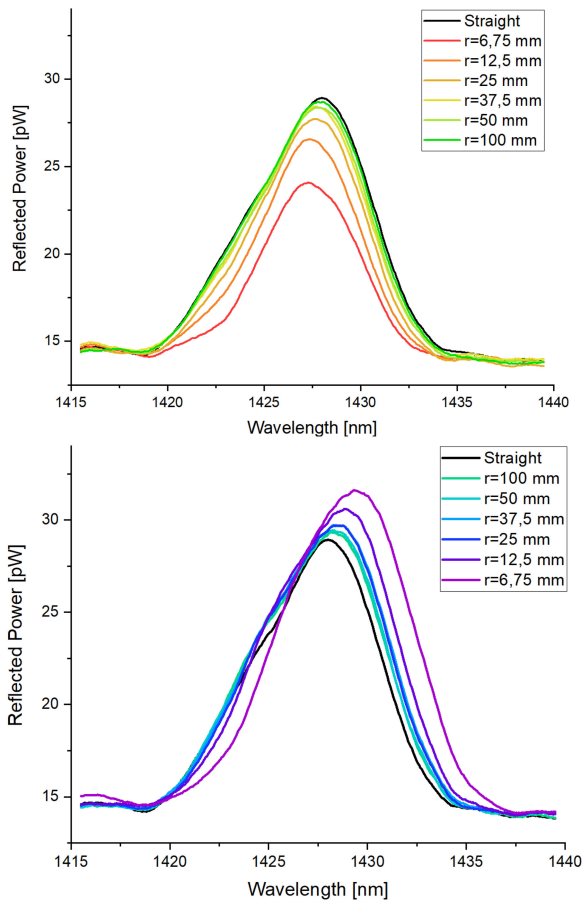 Straight
r=6,75 mm
r=12,5 mm
r=25 mm
r=37,5 mm
r=50 mm
r=100 mm
Reflected Power [pW]
30
25
20
15
1415 1420 1425 1430 1435 1440
Wavelength [nm]
Straight
r=100 mm
r=50 mm
r=37,5 mm
r=25 mm
r=12,5 mm
r=6,75 mm
Reflected Power [pW]
30
25
20
15
1415 1420 1425 1430 1435 1440
Wavelength [nm]